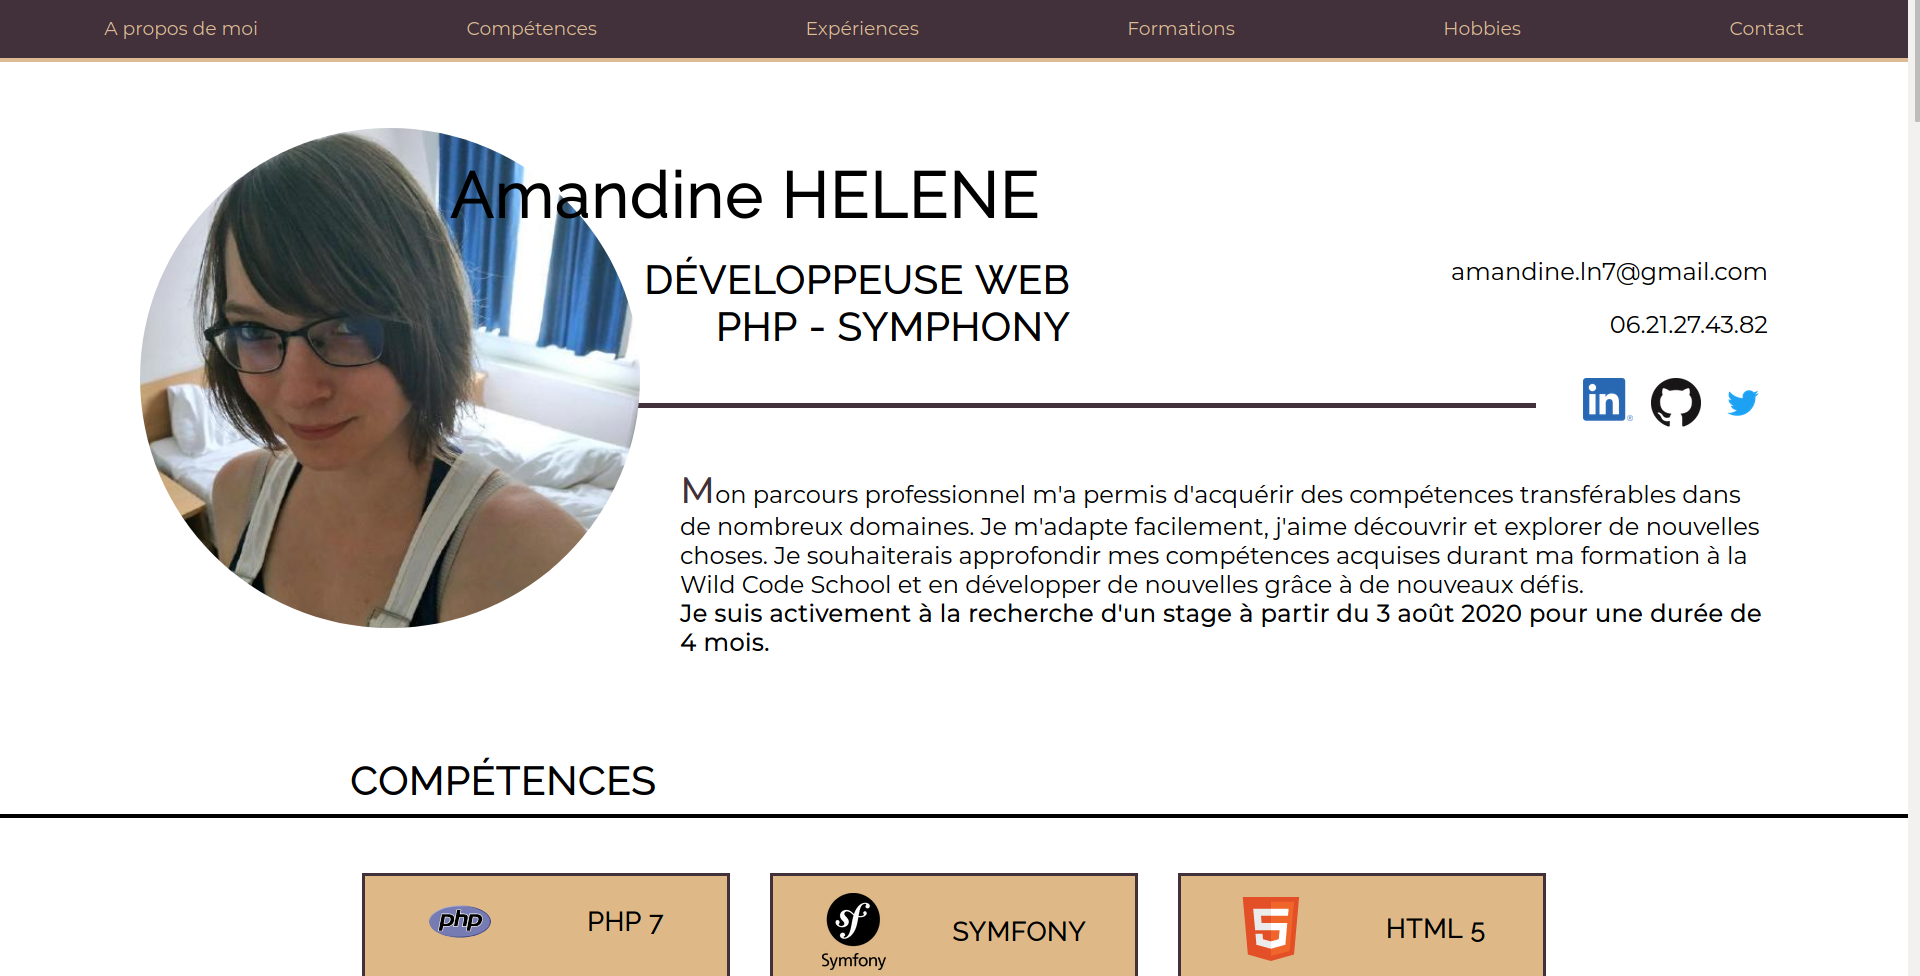 A propos de moi Compétences Expériences Formations Hobbies Contact
Amandine HELENE
DÉVELOPPEUSE WEB
PHP - SYMPHONY
amandine.ln7@gmail.com
06.21.27.43.82
in
Mon parcours professionnel m'a permis d'acquérir des compétences transférables dans
de nombreux domaines. Je m'adapte facilement, j'aime découvrir et explorer de nouvelles
choses. Je souhaiterais approfondir mes compétences acquises durant ma formation à la
Wild Code School et en développer de nouvelles grâce à de nouveaux défis.
Je suis activement à la recherche d'un stage à partir du 3 août 2020 pour une durée de
4 mois.
COMPÉTENCES
php PHP 7
sf Symfony SYMFONY
5 HTML 5